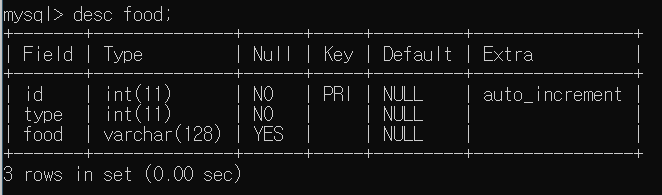 mysql> desc food;
+-------+--------------+------+-----+---------+----------------+
| Field | Type         | Null | Key | Default | Extra          |
+-------+--------------+------+-----+---------+----------------+
| id    | int(11)      | NO   | PRI | NULL    | auto_increment |
| type  | int(11)      | NO   |     | NULL    |                |
| food  | varchar(128) | YES  |     | NULL    |                |
+-------+--------------+------+-----+---------+----------------+
3 rows in set (0.00 sec)